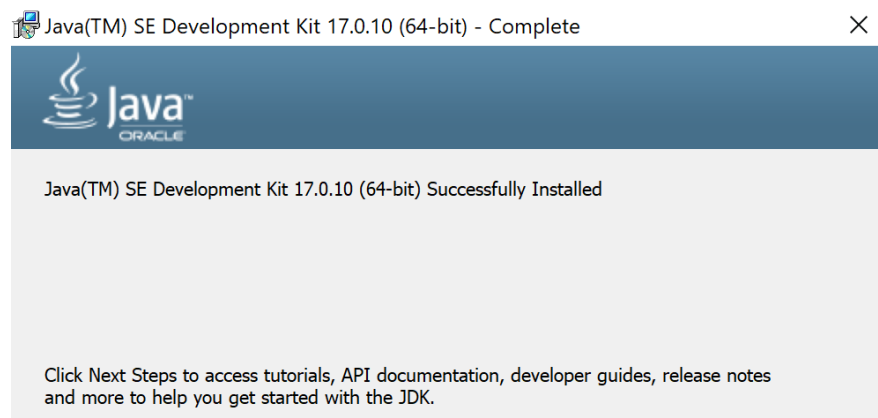 Java(TM) SE Development Kit 17.0.10 (64-bit) - Complete
Java™
ORACLE
Java(TM) SE Development Kit 17.0.10 (64-bit) Successfully Installed
Click Next Steps to access tutorials, API documentation, developer guides, release notes
and more to help you get started with the JDK.